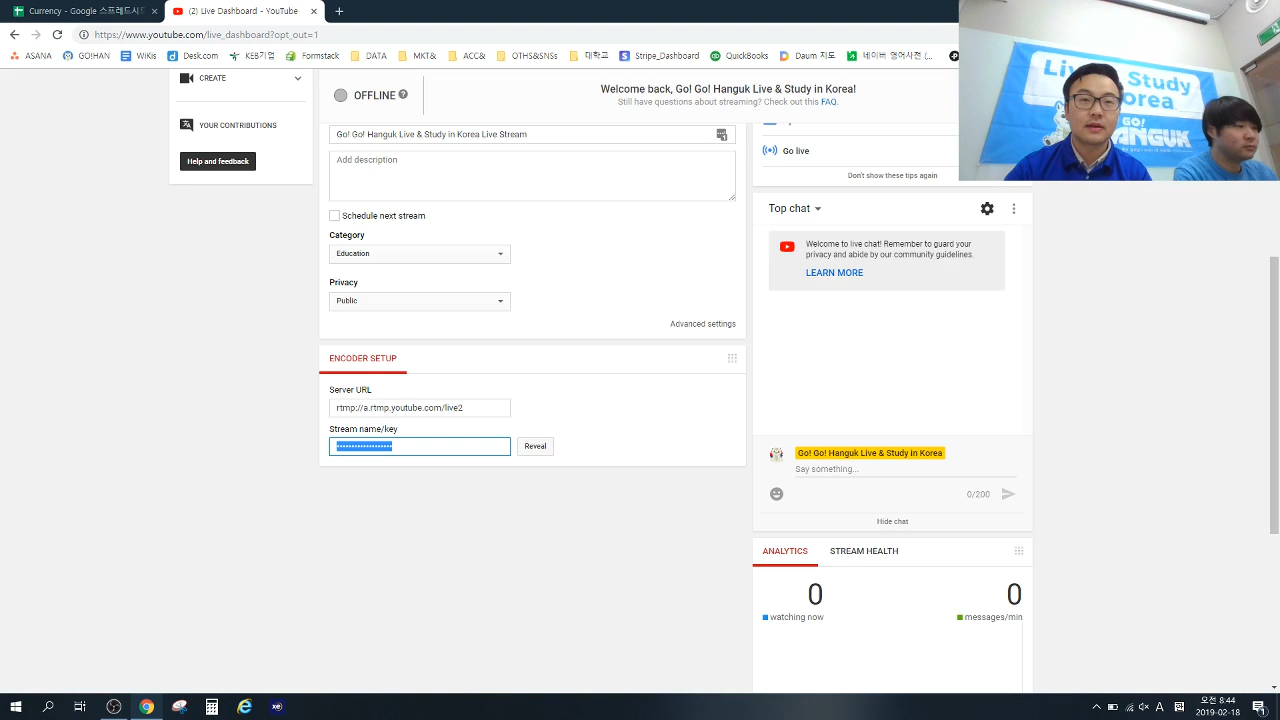 Currency - Google 스프레드시트
(2) Live Dashboard - YouTube
https://www.youtube.com/live_dashboard?opt_out=1
ASANA
GO!HAN
WiKis
Desk.com
KEB기업
Formstack
DATA
MKT&
ACC&
OTHS&SNs
대학교
Stripe_Dashboard
QuickBooks
Daum 지도
네이버 영어사전 (...
CREATE
YOUR CONTRIBUTIONS
Help and feedback
OFFLINE
Welcome back, Go! Go! Hanguk Live & Study in Korea!
Still have questions about streaming? Check out this FAQ.
Go! Go! Hanguk Live & Study in Korea Live Stream
Add description
Schedule next stream
Category
Education
Privacy
Public
Advanced settings
ENCODER SETUP
Server URL
rtmp://a.rtmp.youtube.com/live2
Stream name/key
Reveal
Go live
Don't show these tips again
Top chat
Welcome to live chat! Remember to guard your
privacy and abide by our community guidelines.
LEARN MORE
Go! Go! Hanguk Live & Study in Korea
Say something...
0/200
Hide chat
ANALYTICS
STREAM HEALTH
0
0
watching now
messages/min
Study
GO!
오전 8:44
2019-02-18
A